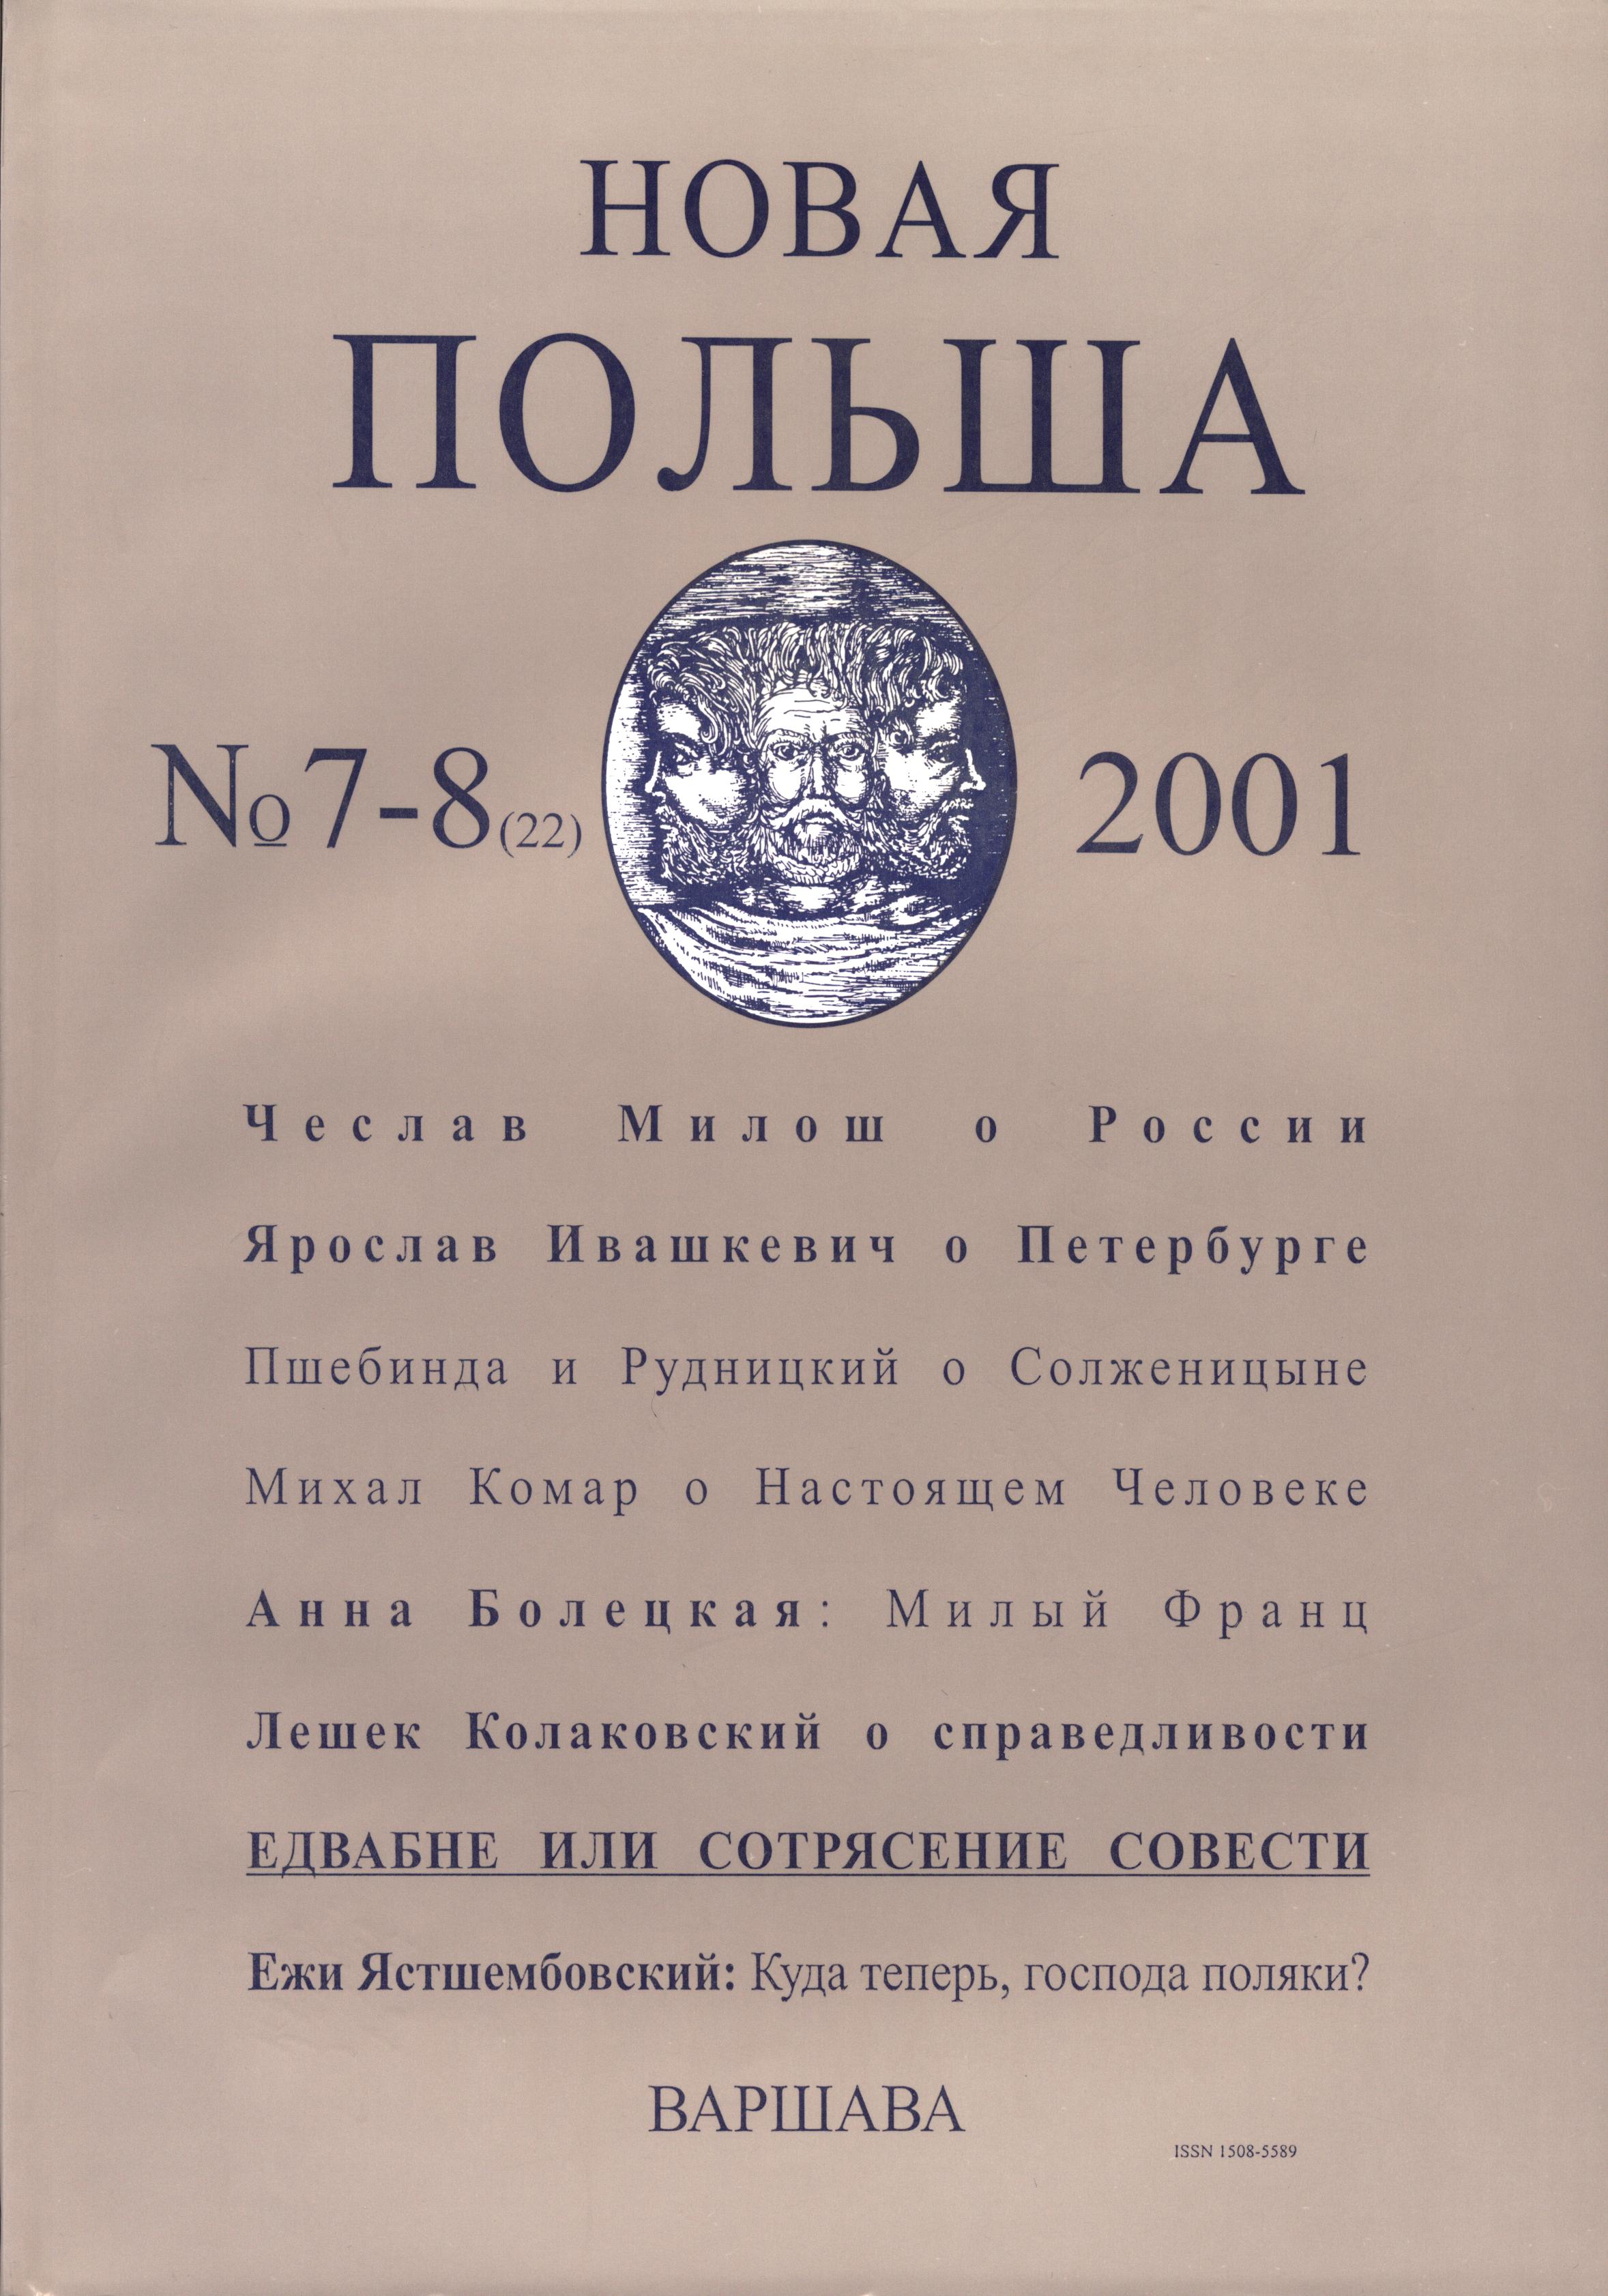 НОВАЯ
ПОЛЬША
№ 7-8 (22) 2001
Чеслав Милош о России
Ярослав Ивашкевич о Петербурге
Пшебинда и Рудницкий о Солженицыне
Михал Комар о Настоящем Человеке
Анна Болецкая: Милый Франц
Лешек Колаковский о справедливости
ЕДВАБНЕ ИЛИ СОТРЯСЕНИЕ СОВЕСТИ
Ежи Ястшембовский: Куда теперь, господа поляки?
ВАРШАВА
ISSN 1508-5589